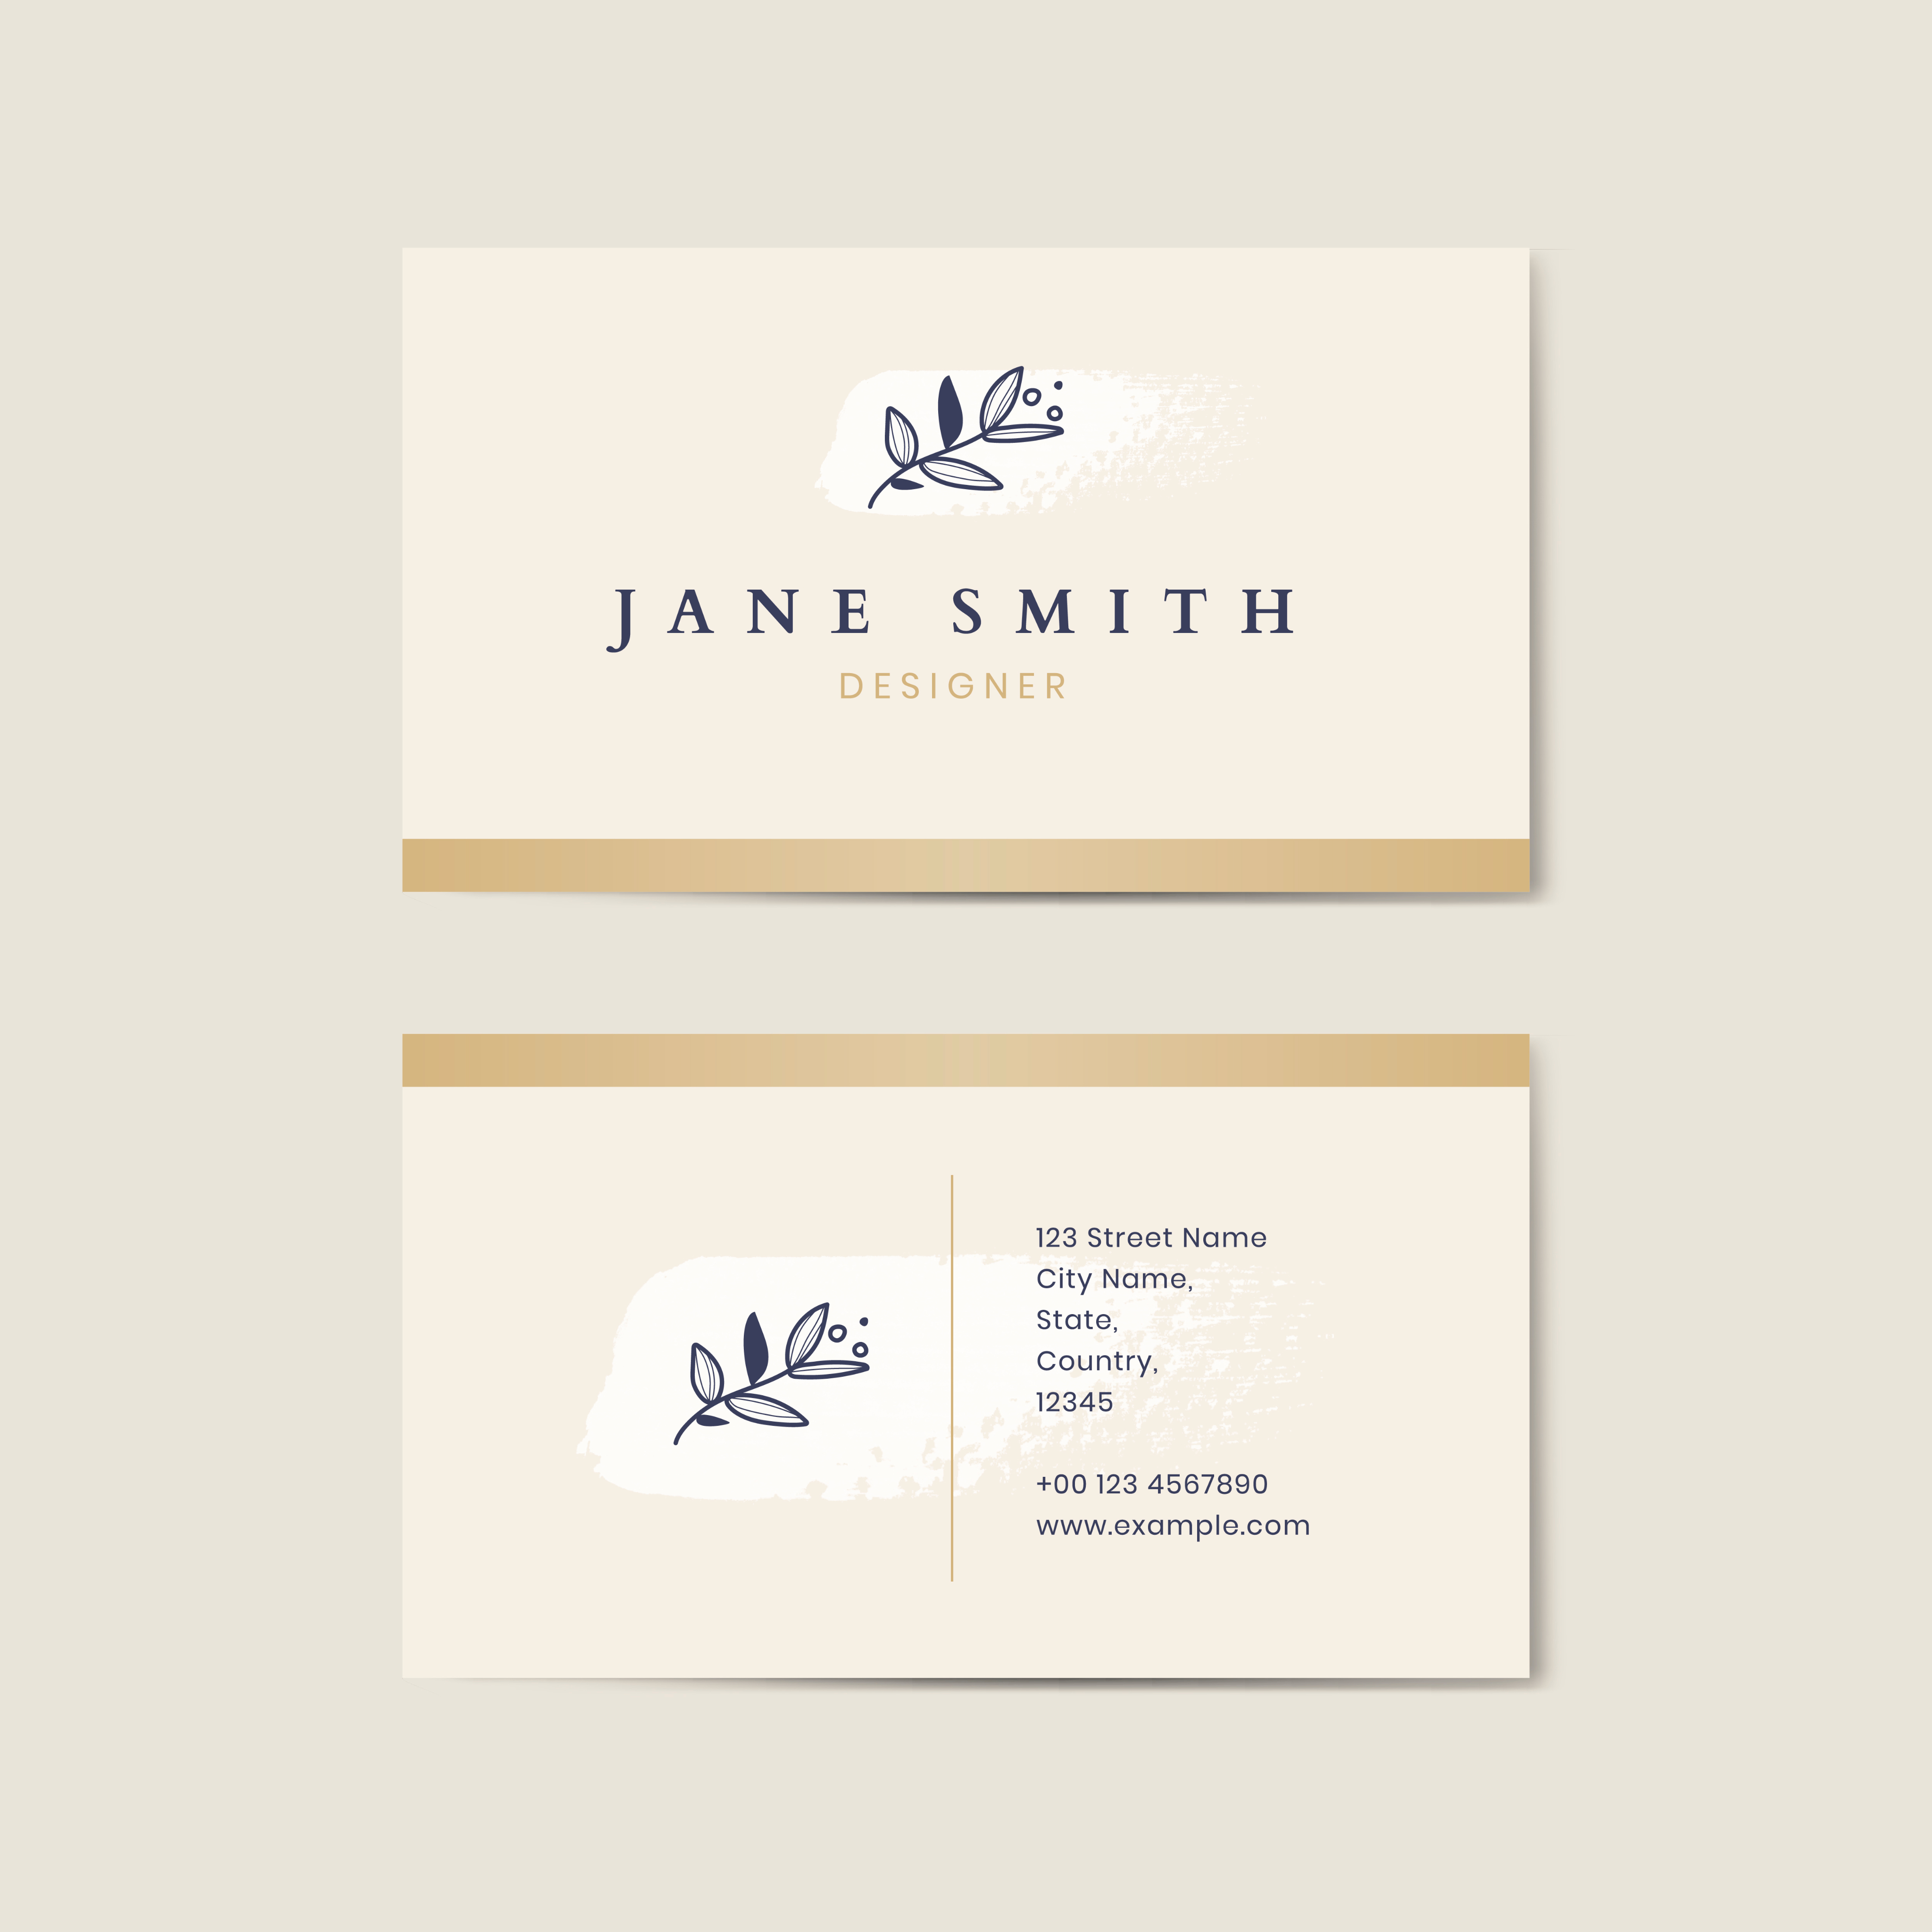 JANE SMITH
DESIGNER
123 Street Name
City Name,
State,
Country,
12345
+00 123 4567890
www.example.com